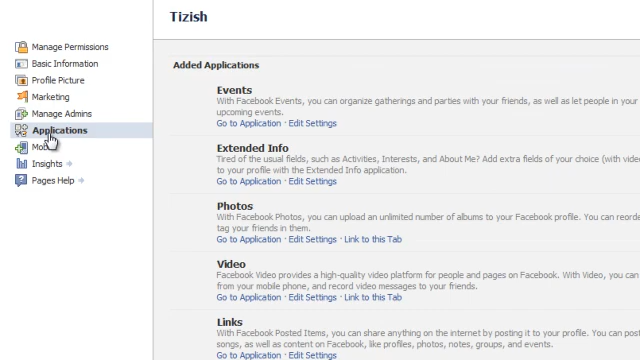 Tizish
Manage Permissions
Basic Information
Profile Picture
Marketing
Manage Admins
Applications
Mob
Insights
Pages Help
Added Applications
Events
With Facebook Events, you can organize gatherings and parties with your friends, as well as let people in your
upcoming events.
Go to Application · Edit Settings
Extended Info
Tired of the usual fields, such as Activities, Interests, and About Me? Add extra fields of your choice (with video
to your profile with the Extended Info application.
Go to Application · Edit Settings
Photos
With Facebook Photos, you can upload an unlimited number of albums to your Facebook profile. You can reorde
tag your friends in them.
Go to Application · Edit Settings · Link to this Tab
Video
Facebook Video provides a high-quality video platform for people and pages on Facebook. With Video, you can
from your mobile phone, and record video messages to your friends.
Go to Application · Edit Settings · Link to this Tab
Links
With Facebook Posted Items, you can share anything on the internet by posting it to your profile. You can post
songs, as well as content on Facebook, like profiles, photos, notes, groups, and events.
Go to Application · Edit Settings